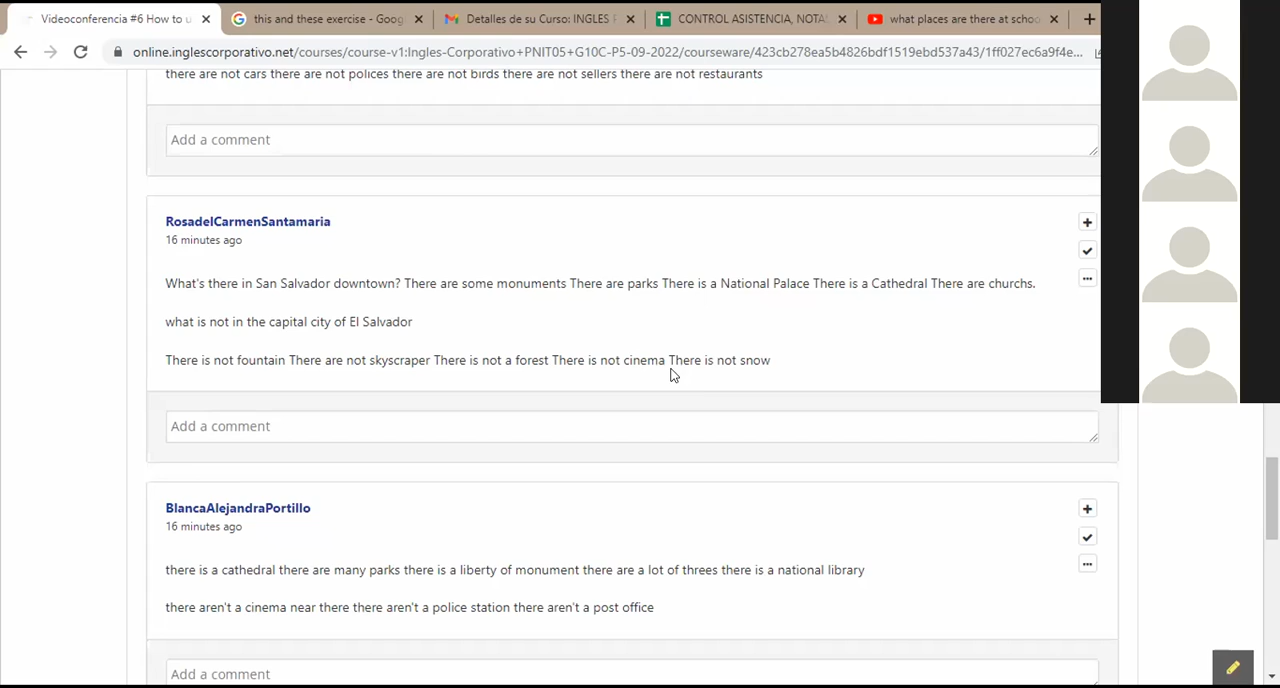 Videoconferencia #6 How to u
this and these exercise - Goog
Detalles de su Curso: INGLES P
CONTROL ASISTENCIA, NOTA
what places are there at schoo
online.inglescorporativo.net/courses/course-v1:Ingles-Corporativo+PNIT05+G10C-P5-09-2022/courseware/423cb278ea5b4826bdf1519ebd537a43/1ff027ec6a9f4e...
there are not cars there are not polices there are not birds there are not sellers there are not restaurants
Add a comment
RosadelCarmenSantamaria
16 minutes ago
What's there in San Salvador downtown? There are some monuments There are parks There is a National Palace There is a Cathedral There are churchs.
what is not in the capital city of El Salvador
There is not fountain There are not skyscraper There is not a forest There is not cinema There is not snow
Add a comment
BlancaAlejandraPortillo
16 minutes ago
there is a cathedral there are many parks there is a liberty of monument there are a lot of threes there is a national library
there aren't a cinema near there there aren't a police station there aren't a post office
Add a comment